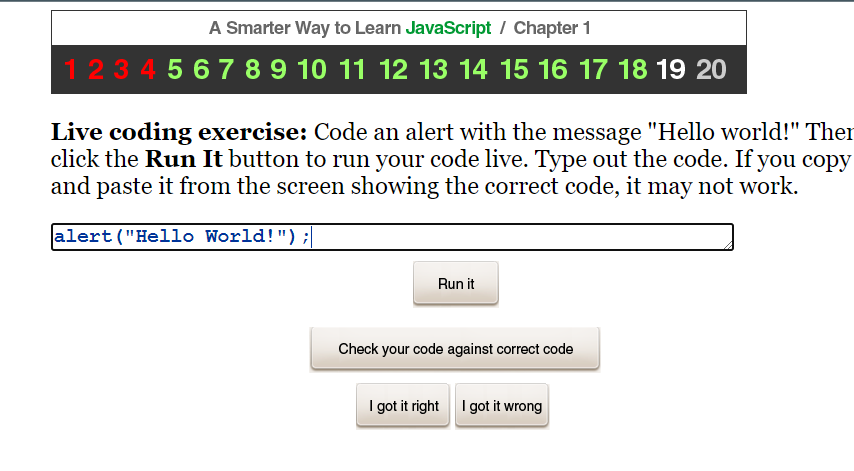 A Smarter Way to Learn JavaScript / Chapter 1
1 2 3 4 5 6 7 8 9 10 11 12 13 14 15 16 17 18 19 20
Live coding exercise: Code an alert with the message "Hello world!" Then
click the Run It button to run your code live. Type out the code. If you copy
and paste it from the screen showing the correct code, it may not work.
alert("Hello World!");
Run it
Check your code against correct code
I got it right I got it wrong